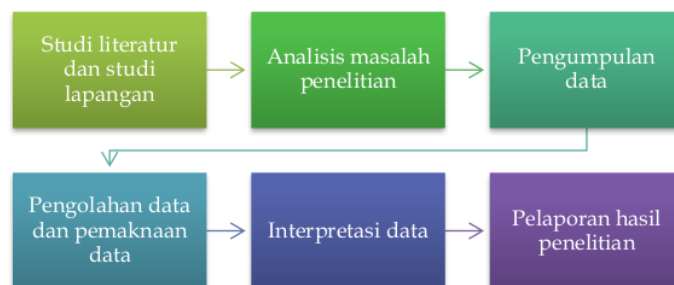 Studi literatur
dan studi
lapangan
Analisis masalah
penelitian
Pengumpulan
data
Pengolahan data
dan pemaknaan
data
Interpretasi data
Pelaporan hasil
penelitian